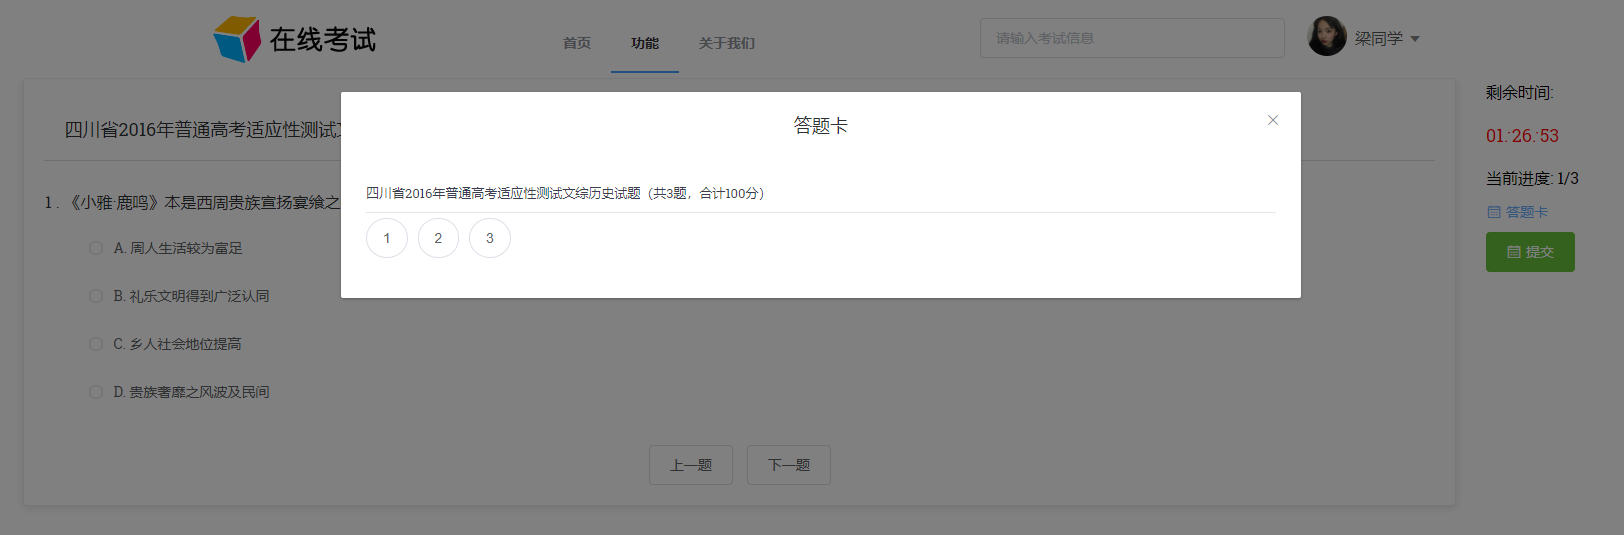 在线考试
首页 功能 关于我们
请输入考试信息
梁同学
四川省2016年普通高考适应性测试文
1. 《小雅·鹿鸣》本是西周贵族宣扬宴飨之
A. 周人生活较为富足
B. 礼乐文明得到广泛认同
C. 乡人社会地位提高
D. 贵族奢靡之风波及民间
上一题 下一题
答题卡
四川省2016年普通高考适应性测试文综历史试题（共3题，合计100分）
1 2 3
剩余时间:
01:26:53
当前进度: 1/3
答题卡
提交